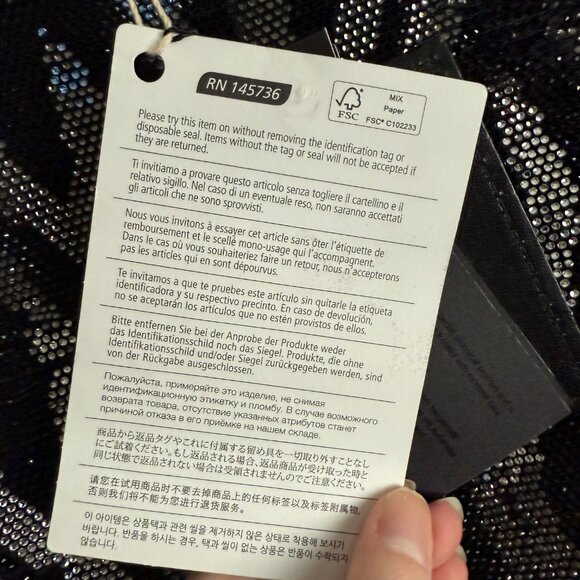 RN 145736
FSC
MIX
Paper
FSC® C102233
Please try this item on without removing the identification tag or
disposable seal. Items without the tag or seal will not be accepted if
they are returned.
Ti invitiamo a provare questo articolo senza togliere il cartellino e il
relativo sigillo. Nel caso di un eventuale reso, non saranno accettati
gli articoli che ne sono sprovvisti.
Nous vous invitons à essayer cet article sans ôter l'étiquette de
remboursement et le scellé mono-usage qui l'accompagnent.
Dans le cas où vous souhaiteriez faire un retour, nous n'accepterons
pas les articles qui en sont dépourvus.
Te invitamos a que te pruebes este artículo sin quitarle la etiqueta
identificadora y su respectivo precinto. En caso de devolución,
no se aceptarán los artículos que no estén provistos de ellos.
Bitte entfernen Sie bei der Anprobe der Produkte weder
das Identifikationsschild noch das Siegel. Produkte, die ohne
Identifikationsschild und/oder Siegel zurückgegeben werden, sind
von der Rückgabe ausgeschlossen.
Пожалуйста, примеряйте это изделие, не снимая
идентификационную этикетку и пломбу. В случае возможного
возврата товара, отсутствие указанных атрибутов станет
причиной отказа в его приёмке на нашем складе.
商品から返品タグやこれに付属する留め具を一切取り外すことなし
にご試着ください。もし返品される場合、返品商品が受け取った時と
同じ状態で返品されない場合は受領されませんのでご注意ください。
请您在试用商品时不要去掉商品上的任何标签以及标签附属物,
否则我们将不能为您进行退货服务。
이 아이템은 상품택과 관련 씰을 제거하지 않은 상태로 착용해 보시기
바랍니다. 반품을 하시는 경우, 택과 씰이 없는 상품은 반품이 수락되지
않습니다.